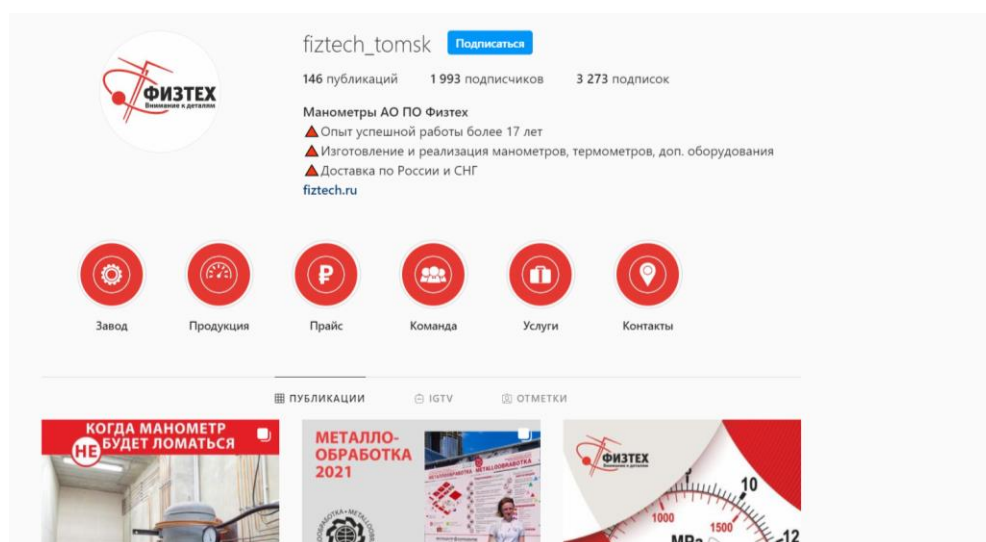 fiztech_tomsk Подписаться
146 публикаций 1 993 подписчиков 3 273 подписок
Манометры АО ПО Физтех
Опыт успешной работы более 17 лет
Изготовление и реализация манометров, термометров, доп. оборудования
Доставка по России и СНГ
fiztech.ru
ФИЗТЕХ
Внимание к деталям
Завод Продукция Прайс Команда Услуги Контакты
ПУБЛИКАЦИИ IGTV ОТМЕТКИ
КОГДА МАНОМЕТР
НЕ БУДЕТ ЛОМАТЬСЯ
МЕТАЛЛО-
ОБРАБОТКА
2021
ФИЗТЕХ
Внимание к деталям
10
1000 1500
MPa 12